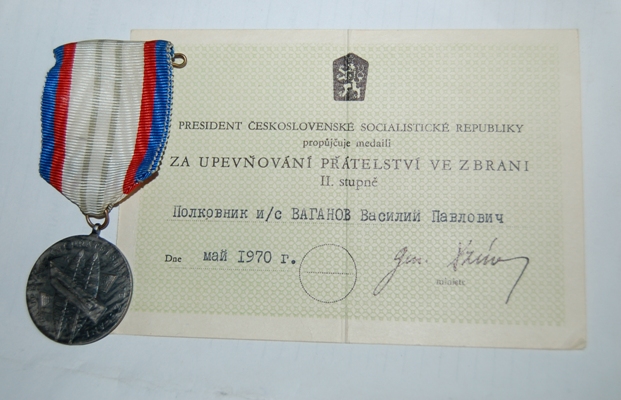 PRESIDENT ČESKOSLOVENSKÉ SOCIALISTICKÉ REPUBLIKY
propůjčuje medaili
ZA UPEVŇOVÁNÍ PŘÁTELSTVÍ VE ZBRANI
II. stupně
Полковник и/с ВАГАНОВ Василий Павлович
Dne май 1970 г.